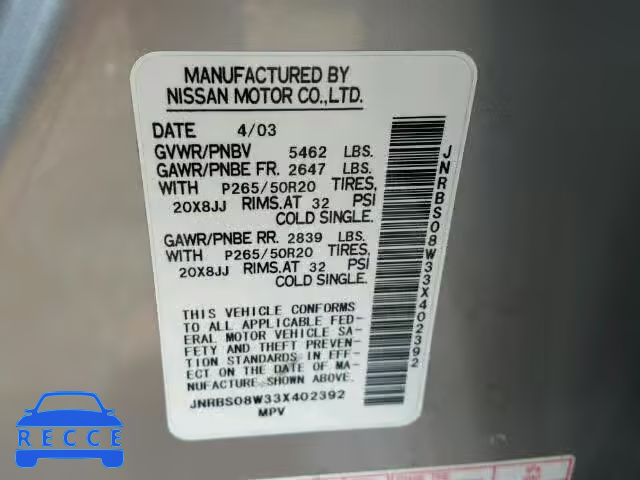 MANUFACTURED BY
NISSAN MOTOR CO.,LTD.
DATE 4/03
GVWR/PNBV 5462 LBS.
GAWR/PNBE FR. 2647 LBS.
WITH P265/50R20 TIRES,
20X8JJ RIMS.AT 32 PSI
COLD SINGLE.
GAWR/PNBE RR. 2839 LBS.
WITH P265/50R20 TIRES,
20X8JJ RIMS.AT 32 PSI
COLD SINGLE.
THIS VEHICLE CONFORMS
TO ALL APPLICABLE FED-
ERAL MOTOR VEHICLE SA-
FETY AND THEFT PREVEN-
TION STANDARDS IN EFF-
ECT ON THE DATE OF MA-
NUFACTURE SHOWN ABOVE.
JNRBS08W33X402392
MPV
JNRBS08W33X402392
RECCE